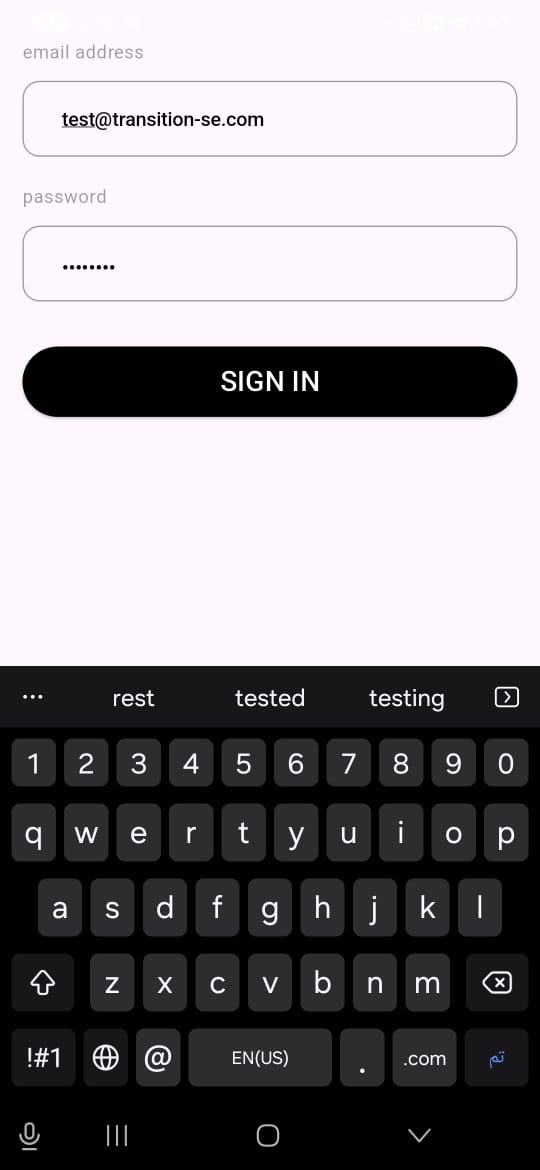 email address
test@transition-se.com
password
••••••••
SIGN IN
... rest tested testing
1 2 3 4 5 6 7 8 9 0
q w e r t y u i o p
a s d f g h j k l
z x c v b n m
!#1 @ EN(US) . .com تم